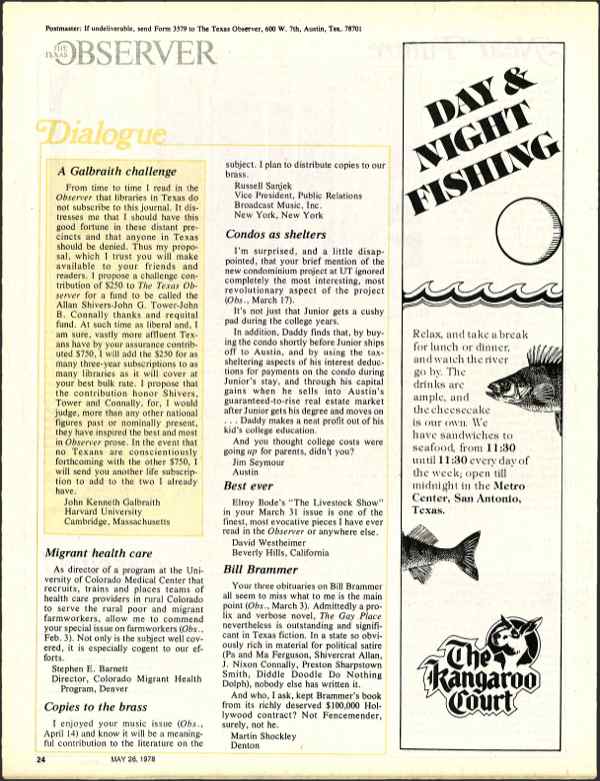 Postmaster: If undeliverable, send Form 3579 to The Texas Observer, 600 W. 7th, Austin, Tex. 78701
THE TEXAS OBSERVER
Dialogue
A Galbraith challenge
From time to time I read in the
Observer that libraries in Texas do
not subscribe to this journal. It dis-
tresses me that I should have this
good fortune in these distant pre-
cincts and that anyone in Texas
should be denied. Thus my propo-
sal, which I trust you will make
available to your friends and
readers. I propose a challenge con-
tribution of $250 to The Texas Ob-
server for a fund to be called the
Allan Shivers-John G. Tower-John
B. Connally thanks and requital
fund. At such time as liberal and, I
am sure, vastly more affluent Tex-
ans have by your assurance contrib-
uted $750, I will add the $250 for as
many three-year subscriptions to as
many libraries as it will cover at
your best bulk rate. I propose that
the contribution honor Shivers,
Tower and Connally, for, I would
judge, more than any other national
figures past or nominally present,
they have inspired the best and most
in Observer prose. In the event that
no Texans are conscientiously
forthcoming with the other $750, I
will send you another life subscrip-
tion to add to the two I already
have.
John Kenneth Galbraith
Harvard University
Cambridge, Massachusetts
Migrant health care
As director of a program at the Uni-
versity of Colorado Medical Center that
recruits, trains and places teams of
health care providers in rural Colorado
to serve the rural poor and migrant
farmworkers, allow me to commend
your special issue on farmworkers (Obs.,
Feb. 3). Not only is the subject well cov-
ered, it is especially cogent to our ef-
forts.
Stephen E. Barnett
Director, Colorado Migrant Health
Program, Denver
Copies to the brass
I enjoyed your music issue (Obs.,
April 14) and know it will be a meaning-
ful contribution to the literature on the
subject. I plan to distribute copies to our
brass.
Russell Sanjek
Vice President, Public Relations
Broadcast Music, Inc.
New York, New York
Condos as shelters
I'm surprised, and a little disap-
pointed, that your brief mention of the
new condominium project at UT ignored
completely the most interesting, most
revolutionary aspect of the project
(Obs., March 17).
It's not just that Junior gets a cushy
pad during the college years.
In addition, Daddy finds that, by buy-
ing the condo shortly before Junior ships
off to Austin, and by using the tax-
sheltering aspects of his interest deduc-
tions for payments on the condo during
Junior's stay, and through his capital
gains when he sells into Austin's
guaranteed-to-rise real estate market
after Junior gets his degree and moves on
. . . Daddy makes a neat profit out of his
kid's college education.
And you thought college costs were
going up for parents, didn't you?
Jim Seymour
Austin
Best ever
Elroy Bode's "The Livestock Show"
in your March 31 issue is one of the
finest, most evocative pieces I have ever
read in the Observer or anywhere else.
David Westheimer
Beverly Hills, California
Bill Brammer
Your three obituaries on Bill Brammer
all seem to miss what to me is the main
point (Obs., March 3). Admittedly a pro-
lix and verbose novel, The Gay Place
nevertheless is outstanding and signifi-
cant in Texas fiction. In a state so obvi-
ously rich in material for political satire
(Pa and Ma Ferguson, Shivercrat Allan,
J. Nixon Connally, Preston Sharpstown
Smith, Diddle Doodle Do Nothing
Dolph), nobody else has written it.
And who, I ask, kept Brammer's book
from its richly deserved $100,000 Hol-
lywood contract? Not Fencemender,
surely, not he.
Martin Shockley
Denton
DAY &
NIGHT
FISHING
Relax, and take a break
for lunch or dinner,
and watch the river
go by. The
drinks are
ample, and
the cheesecake
is our own. We
have sandwiches to
seafood, from 11:30
until 11:30 every day of
the week; open till
midnight in the Metro
Center, San Antonio,
Texas.
The
Kangaroo
Court
24
MAY 26, 1978